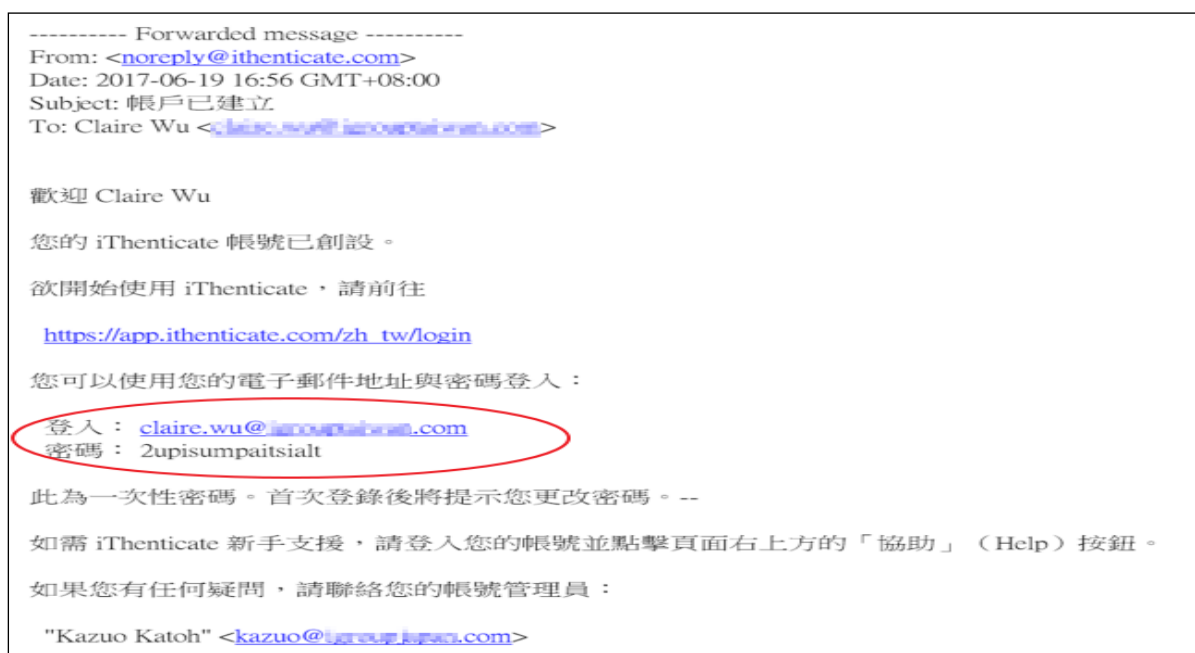 ---------- Forwarded message ----------
From: <noreply@ithenticate.com>
Date: 2017-06-19 16:56 GMT+08:00
Subject: 帳戶已建立
To: Claire Wu < >
歡迎 Claire Wu
您的 iThenticate 帳號已創設。
欲開始使用 iThenticate，請前往
https://app.ithenticate.com/zh_tw/login
您可以使用您的電子郵件地址與密碼登入：
登入： claire.wu@ .com
密碼： 2upisumpaitsialt
此為一次性密碼。首次登錄後將提示您更改密碼。--
如需 iThenticate 新手支援，請登入您的帳號並點擊頁面右上方的「協助」（Help）按鈕。
如果您有任何疑問，請聯絡您的帳號管理員：
"Kazuo Katoh" <kazuo@ .com>